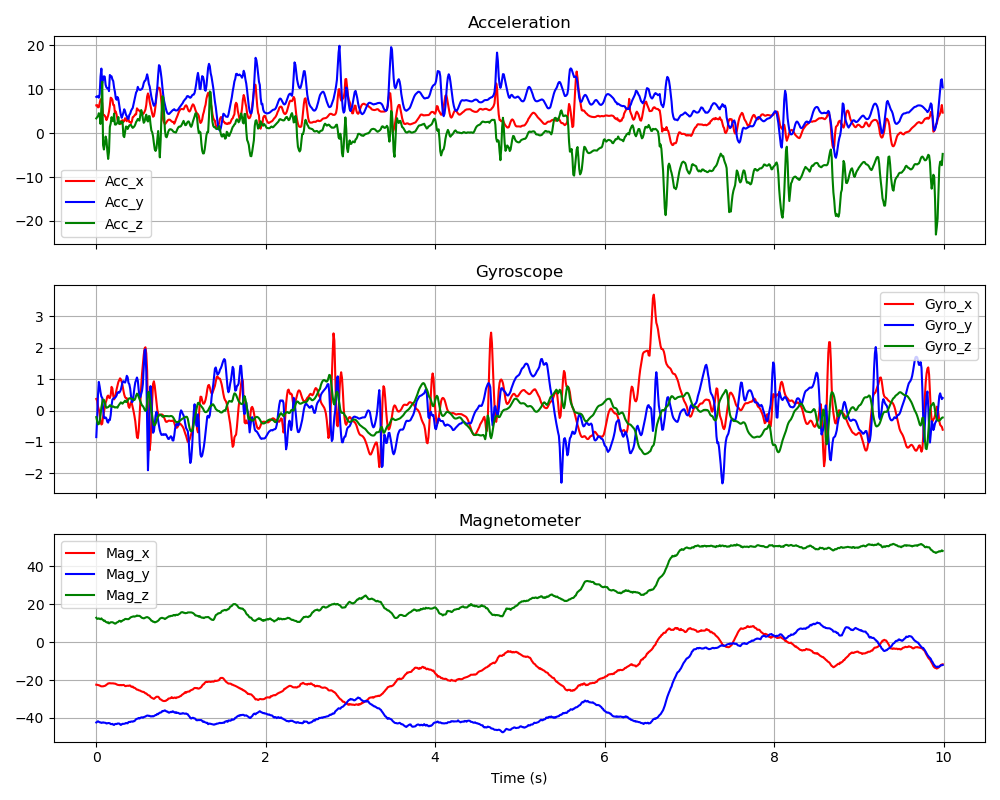 Acceleration
20
10
0
−10
−20
Acc_x
Acc_y
Acc_z
Gyroscope
3
2
1
0
−1
−2
Gyro_x
Gyro_y
Gyro_z
Magnetometer
40
20
0
−20
−40
Mag_x
Mag_y
Mag_z
0 2 4 6 8 10
Time (s)